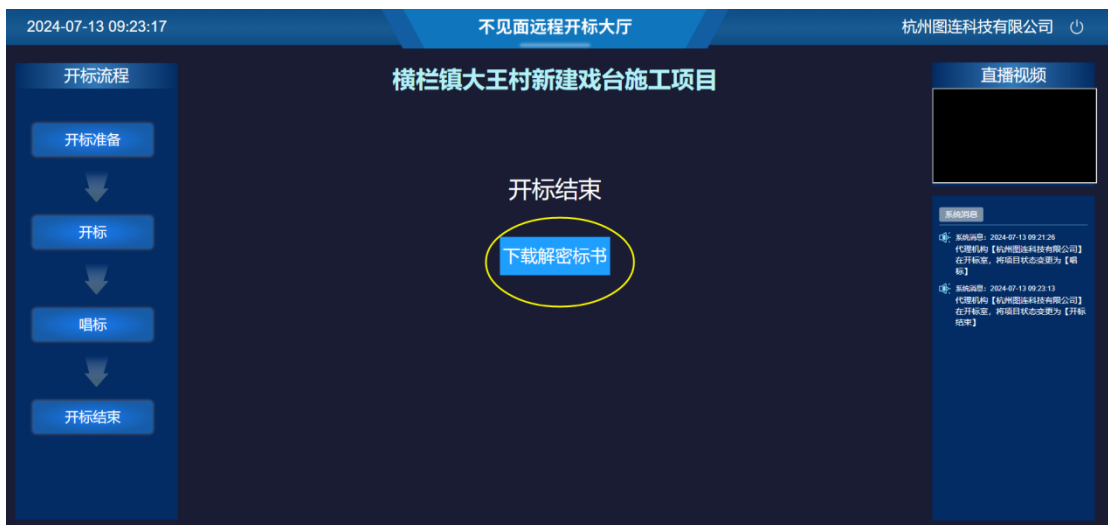 2024-07-13 09:23:17
不见面远程开标大厅
杭州图连科技有限公司
开标流程
开标准备
开标
唱标
开标结束
横栏镇大王村新建戏台施工项目
开标结束
下载解密标书
直播视频
系统消息
系统消息：2024-07-13 09:21:26
代理机构【杭州图连科技有限公司】
在开标室，将项目状态变更为【唱
标】
系统消息：2024-07-13 09:23:13
代理机构【杭州图连科技有限公司】
在开标室，将项目状态变更为【开标
结束】